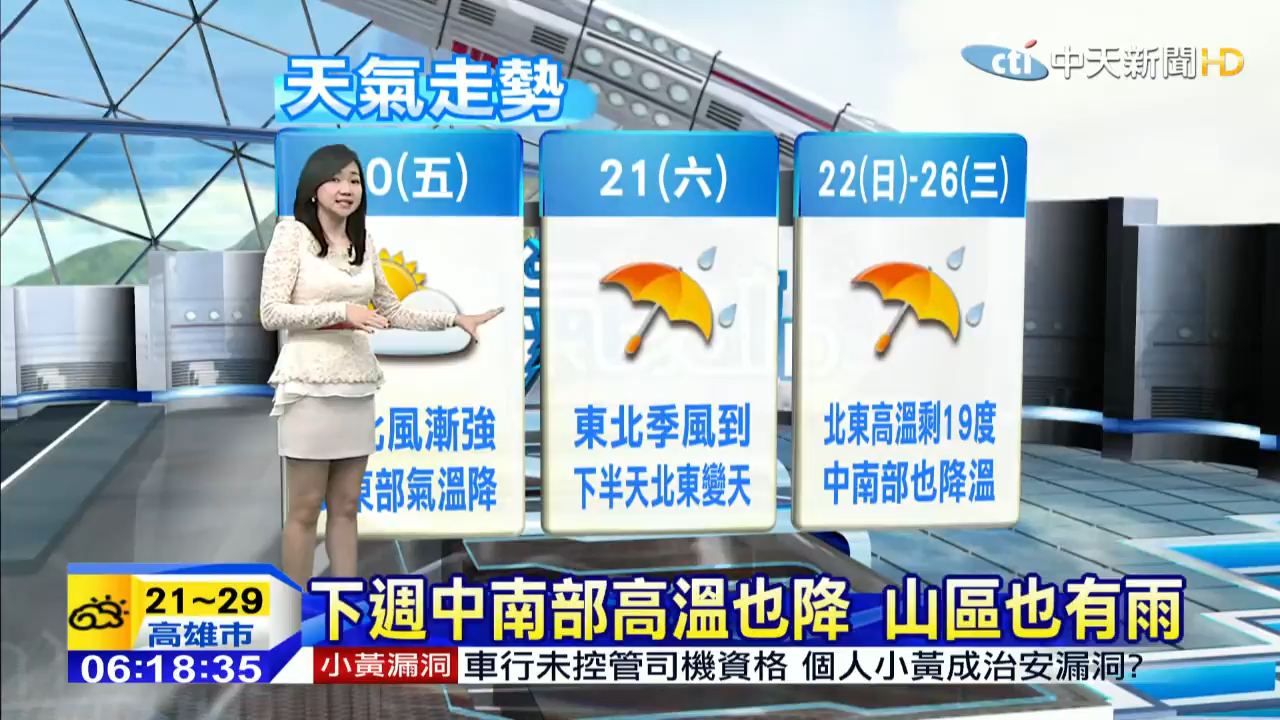 cti 中天新聞HD
天氣走勢
0(五)
21(六)
22(日)-26(三)
風漸強
東部氣溫降
東北季風到
下半天北東變天
北東高溫剩19度
中南部也降溫
21~29
高雄市
06:18:35
下週中南部高溫也降 山區也有雨
小黃漏洞 車行未控管司機資格 個人小黃成治安漏洞?